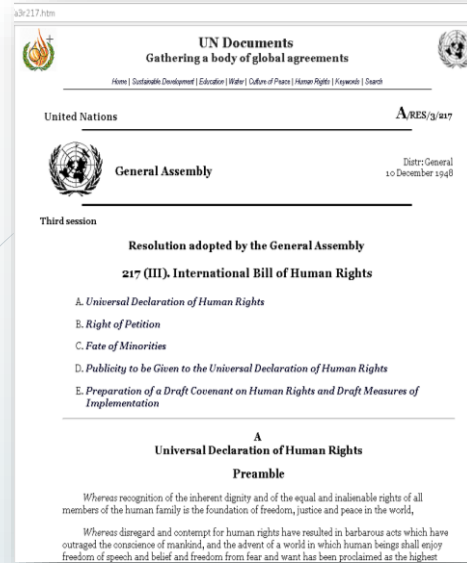 a3r217.htm
UN Documents
Gathering a body of global agreements
Home | Sustainable Development | Education | Water | Culture of Peace | Human Rights | Keywords | Search
United Nations A/RES/3/217
General Assembly Distr: General
10 December 1948
Third session
Resolution adopted by the General Assembly
217 (III). International Bill of Human Rights
A. Universal Declaration of Human Rights
B. Right of Petition
C. Fate of Minorities
D. Publicity to be Given to the Universal Declaration of Human Rights
E. Preparation of a Draft Covenant on Human Rights and Draft Measures of
Implementation
A
Universal Declaration of Human Rights
Preamble
Whereas recognition of the inherent dignity and of the equal and inalienable rights of all
members of the human family is the foundation of freedom, justice and peace in the world,
Whereas disregard and contempt for human rights have resulted in barbarous acts which have
outraged the conscience of mankind, and the advent of a world in which human beings shall enjoy
freedom of speech and belief and freedom from fear and want has been proclaimed as the highest